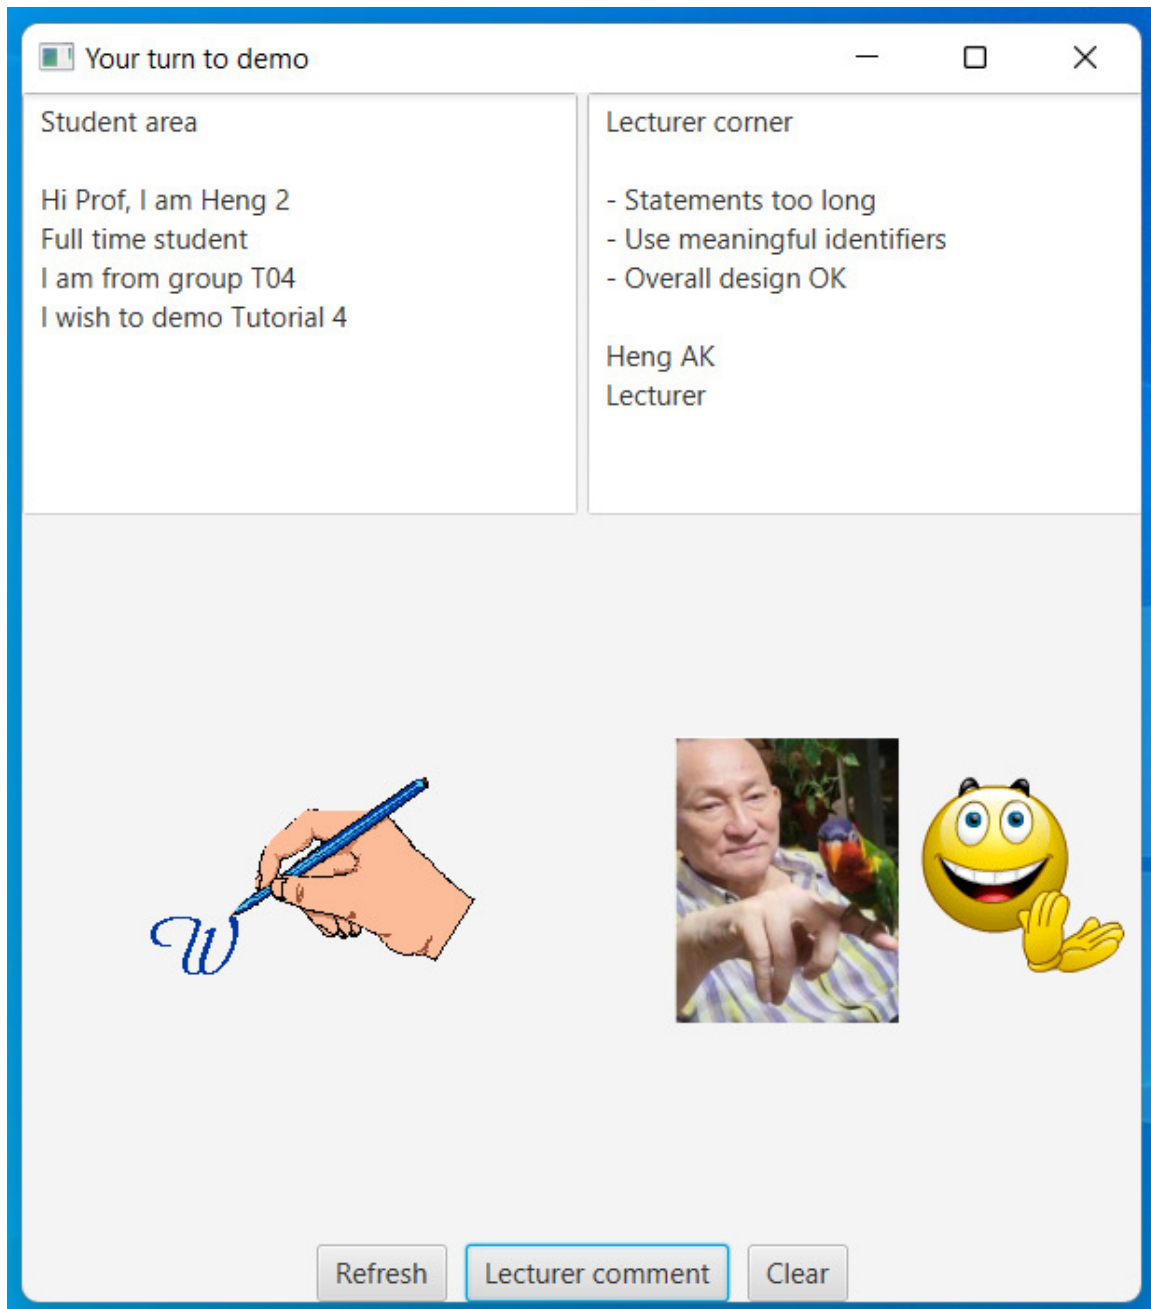 Your turn to demo
Student area
Hi Prof, I am Heng 2
Full time student
I am from group T04
I wish to demo Tutorial 4
Lecturer corner
- Statements too long
- Use meaningful identifiers
- Overall design OK
Heng AK
Lecturer
W
Refresh
Lecturer comment
Clear